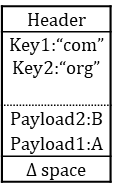 Header
Key1:“com”
Key2:“org”
Payload2:B
Payload1:A
Δ space